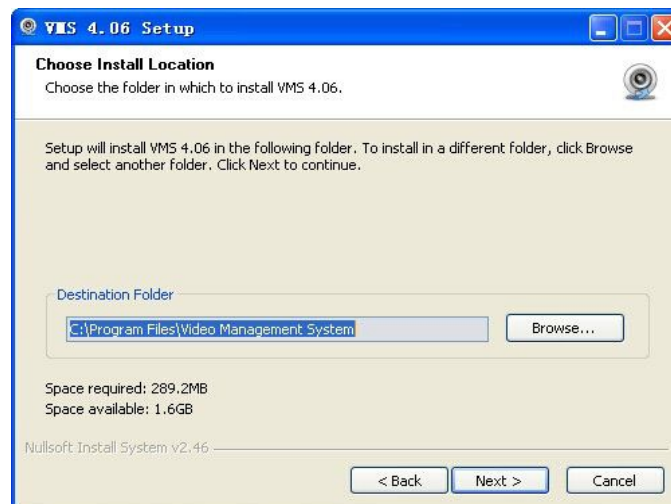 VMS 4.06 Setup
Choose Install Location
Choose the folder in which to install VMS 4.06.
Setup will install VMS 4.06 in the following folder. To install in a different folder, click Browse
and select another folder. Click Next to continue.
Destination Folder
C:\Program Files\Video Management System
Browse...
Space required: 289.2MB
Space available: 1.6GB
Nullsoft Install System v2.46
< Back
Next >
Cancel